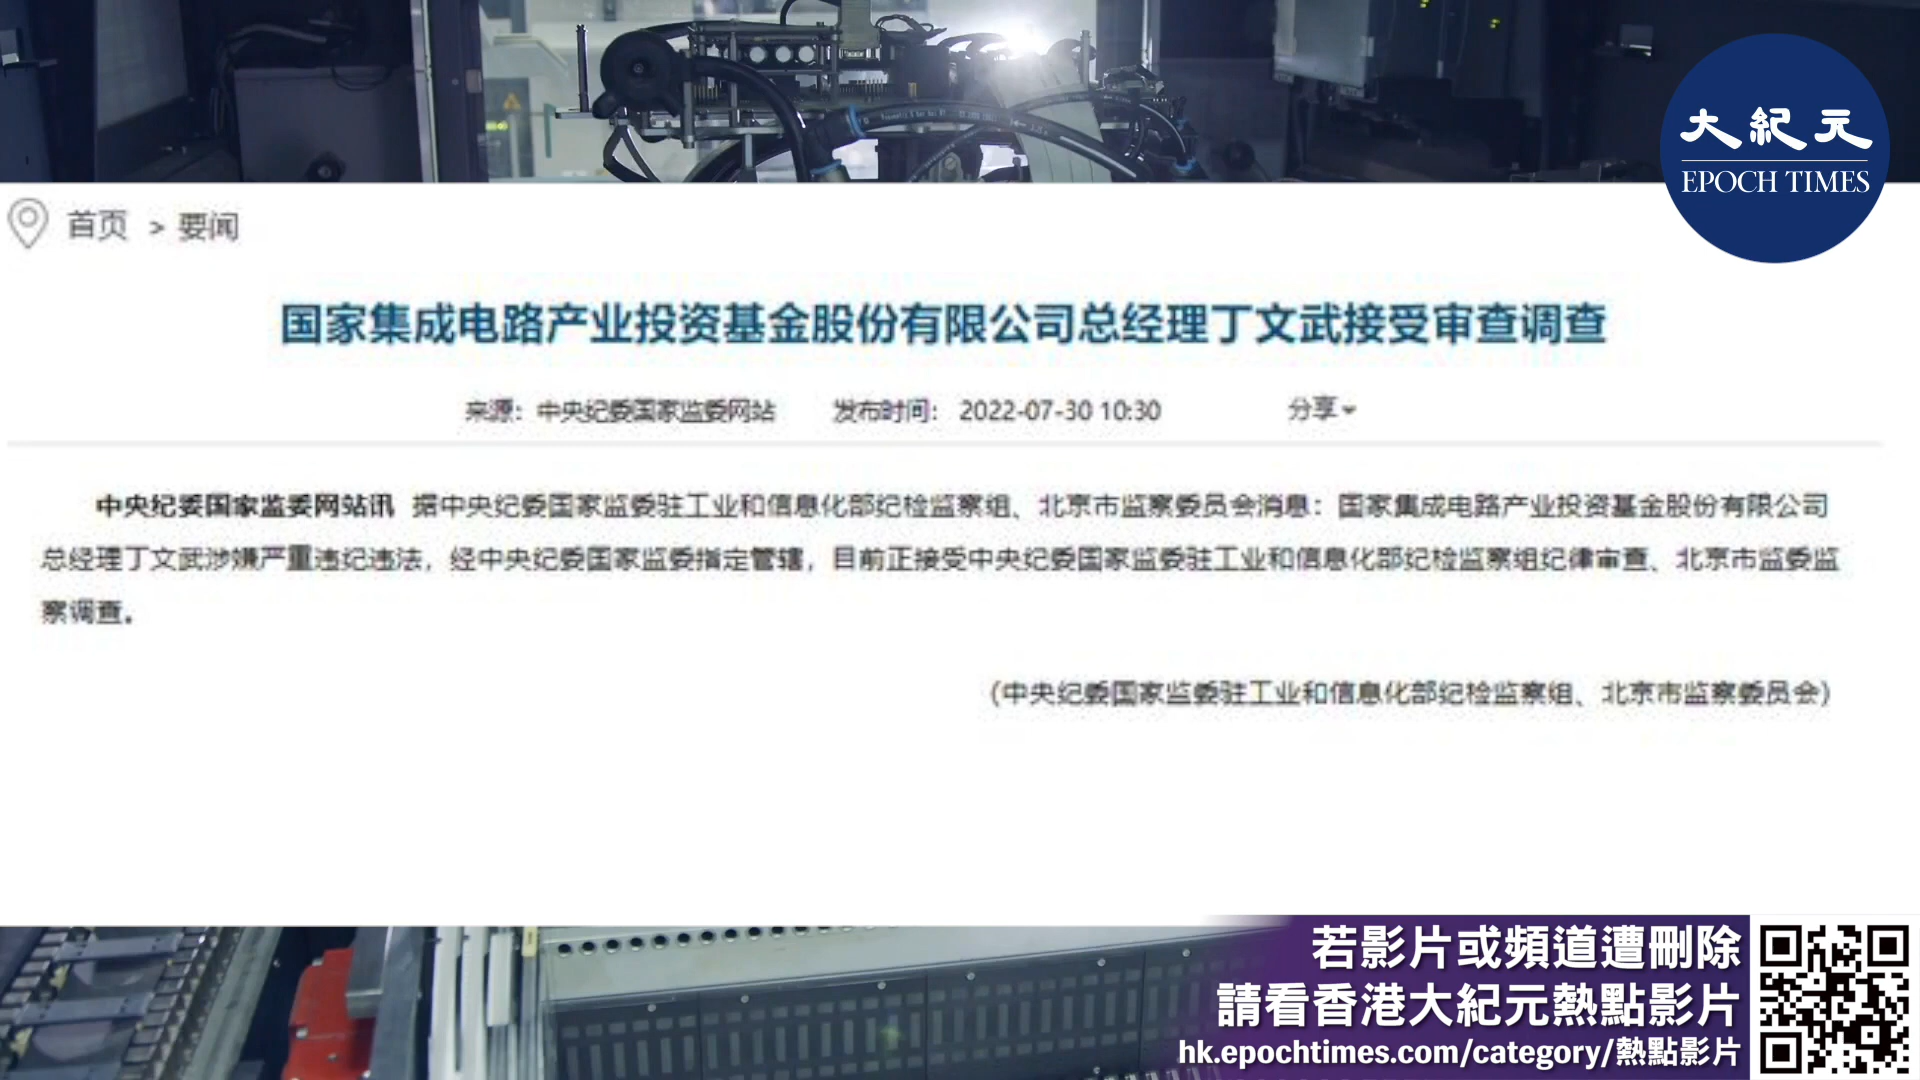 大紀元
EPOCH TIMES
首页 > 要闻
国家集成电路产业投资基金股份有限公司总经理丁文武接受审查调查
来源：中央纪委国家监委网站 发布时间： 2022-07-30 10:30 分享
中央纪委国家监委网站讯 据中央纪委国家监委驻工业和信息化部纪检监察组、北京市监察委员会消息：国家集成电路产业投资基金股份有限公司
总经理丁文武涉嫌严重违纪违法，经中央纪委国家监委指定管辖，目前正接受中央纪委国家监委驻工业和信息化部纪检监察组纪律审查、北京市监委监
察调查。
（中央纪委国家监委驻工业和信息化部纪检监察组、北京市监察委员会）
若影片或頻道遭刪除
請看香港大紀元熱點影片
hk.epochtimes.com/category/熱點影片